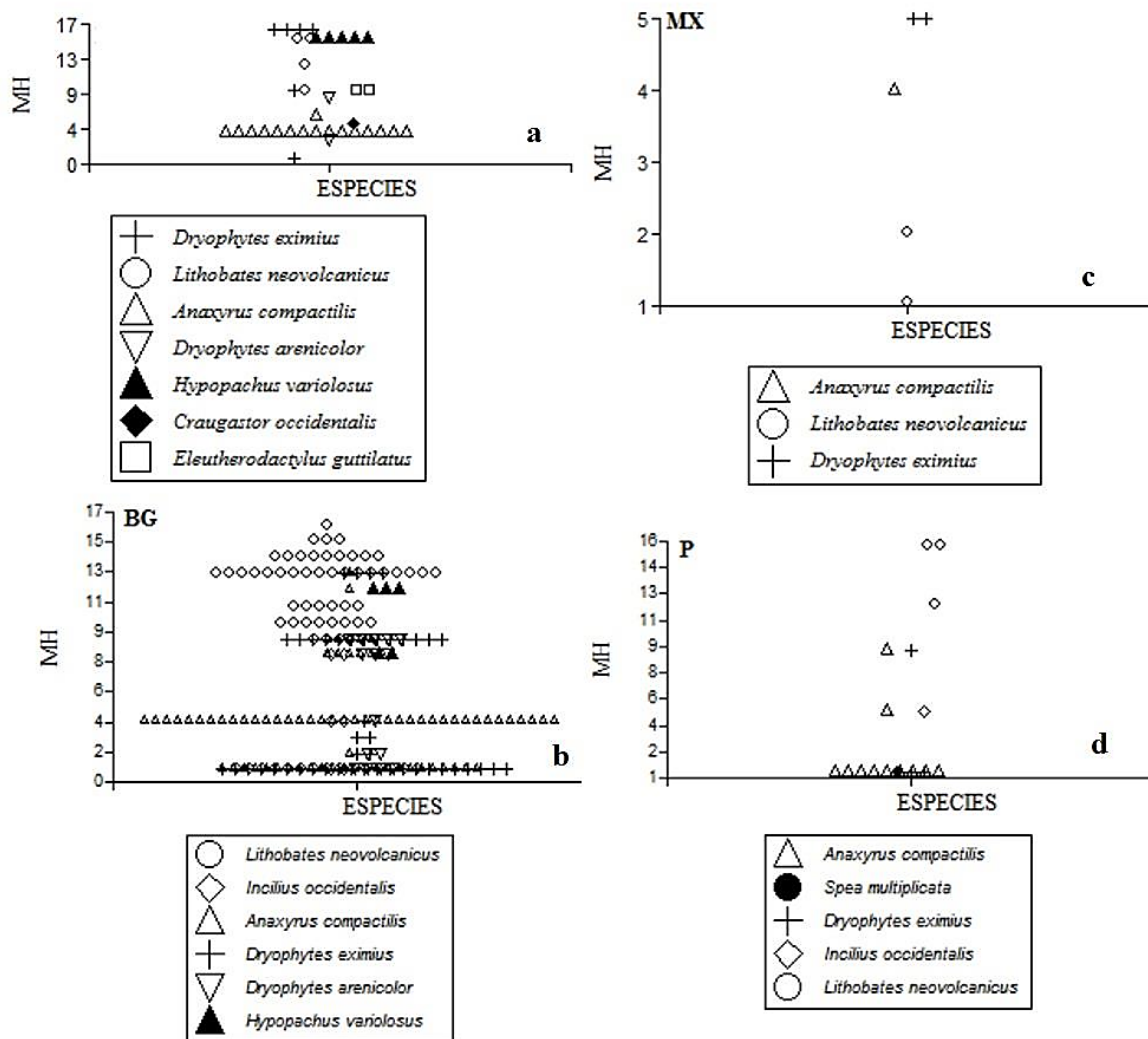 17
13
9
4
0
MH
ESPECIES
a
Dryophytes eximius
Lithobates neovolcanicus
Anaxyrus compactilis
Dryophytes arenicolor
Hypopachus variolosus
Craugastor occidentalis
Eleutherodactylus guttilatus
MX
5
4
3
2
1
MH
ESPECIES
c
Anaxyrus compactilis
Lithobates neovolcanicus
Dryophytes eximius
BG
17
15
13
11
9
8
6
4
2
0
MH
ESPECIES
b
Lithobates neovolcanicus
Incilius occidentalis
Anaxyrus compactilis
Dryophytes eximius
Dryophytes arenicolor
Hypopachus variolosus
P
16
14
13
11
9
8
6
4
2
1
MH
ESPECIES
d
Anaxyrus compactilis
Spea multiplicata
Dryophytes eximius
Incilius occidentalis
Lithobates neovolcanicus